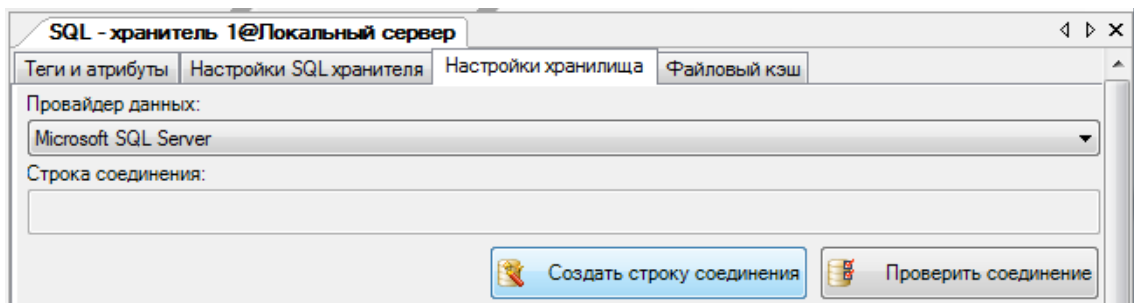 SQL - хранитель 1@Локальный сервер
Теги и атрибуты Настройки SQL хранителя Настройки хранилища Файловый кэш
Провайдер данных:
Microsoft SQL Server
Строка соединения:
Создать строку соединения Проверить соединение